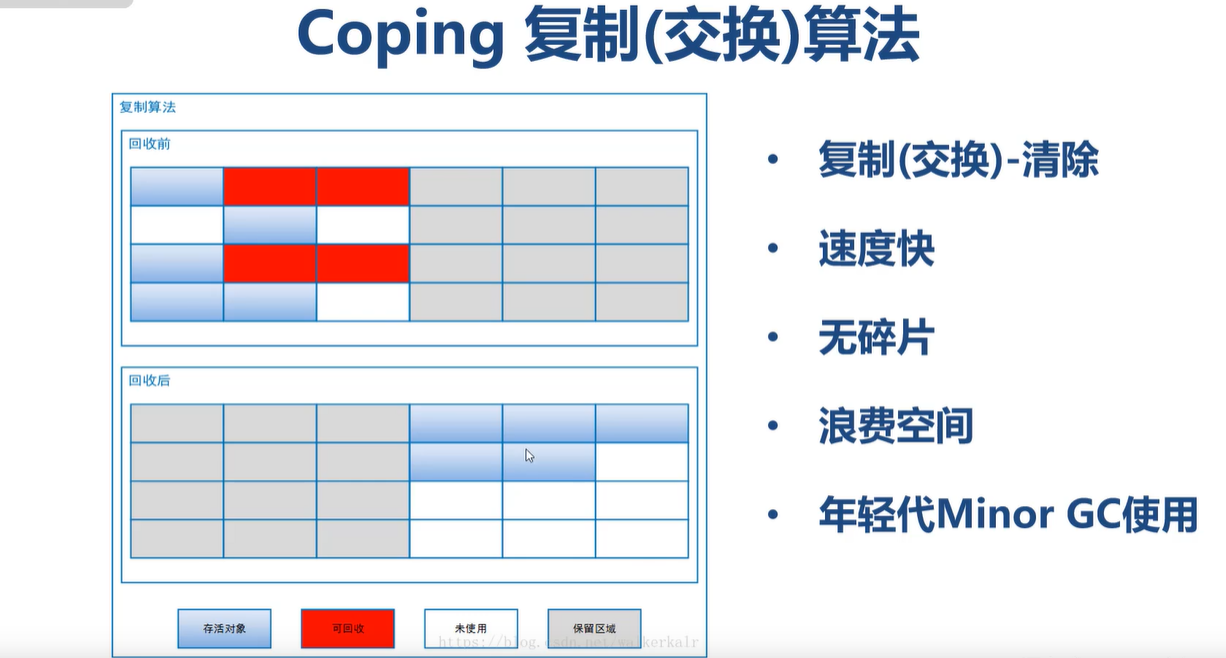 Coping 复制(交换)算法
复制算法
回收前
回收后
存活对象
可回收
未使用
保留区域
https://blog.csdn.net/walkerkalr
• 复制(交换)-清除
• 速度快
• 无碎片
• 浪费空间
• 年轻代Minor GC使用